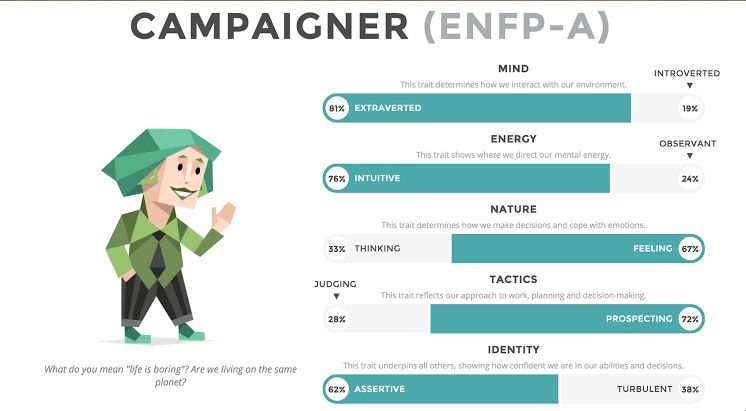 CAMPAIGNER (ENFP-A)
MIND
This trait determines how we interact with our environment.
INTROVERTED
81% EXTRAVERTED 19%
ENERGY
This trait shows where we direct our mental energy.
OBSERVANT
76% INTUITIVE 24%
NATURE
This trait determines how we make decisions and cope with emotions.
33% THINKING FEELING 67%
TACTICS
JUDGING
This trait reflects our approach to work, planning and decision-making.
28% PROSPECTING 72%
IDENTITY
This trait underpins all others, showing how confident we are in our abilities and decisions.
62% ASSERTIVE TURBULENT 38%
What do you mean "life is boring"? Are we living on the same
planet?